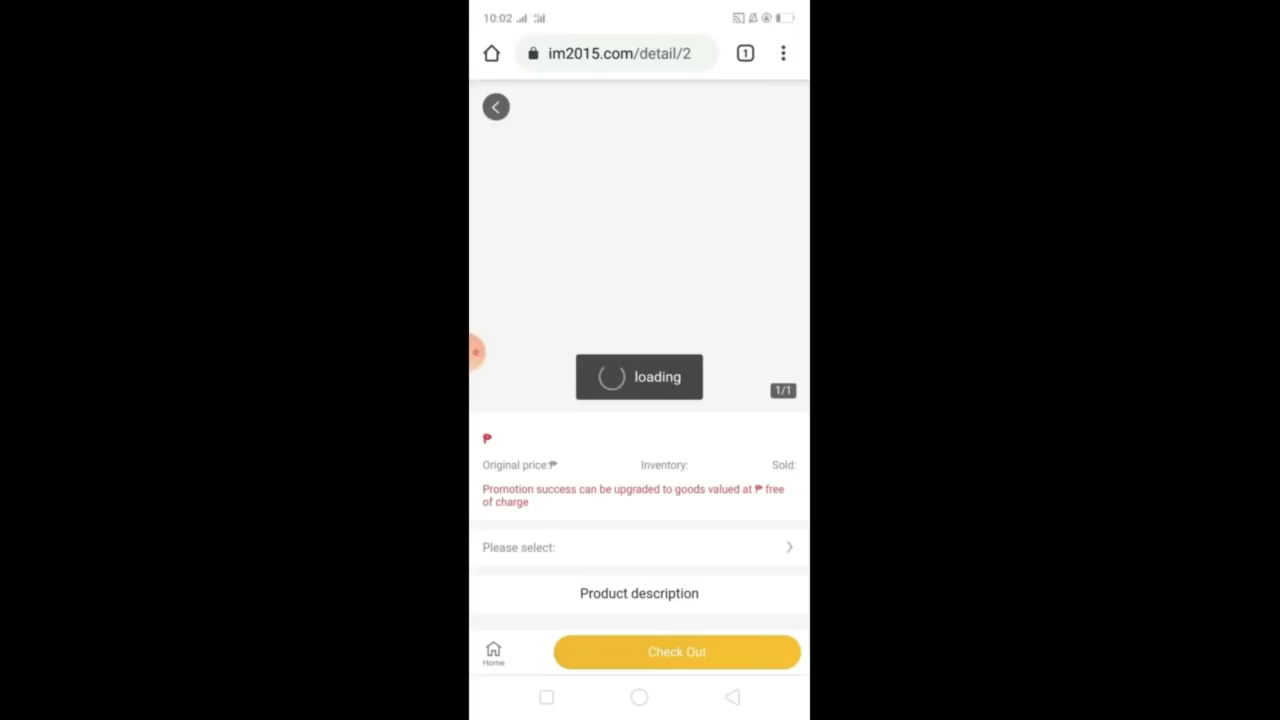 10:02
im2015.com/detail/2
1
loading
1/1
₱
Original price:₱ Inventory: Sold:
Promotion success can be upgraded to goods valued at ₱ free
of charge
Please select:
Product description
Home
Check Out